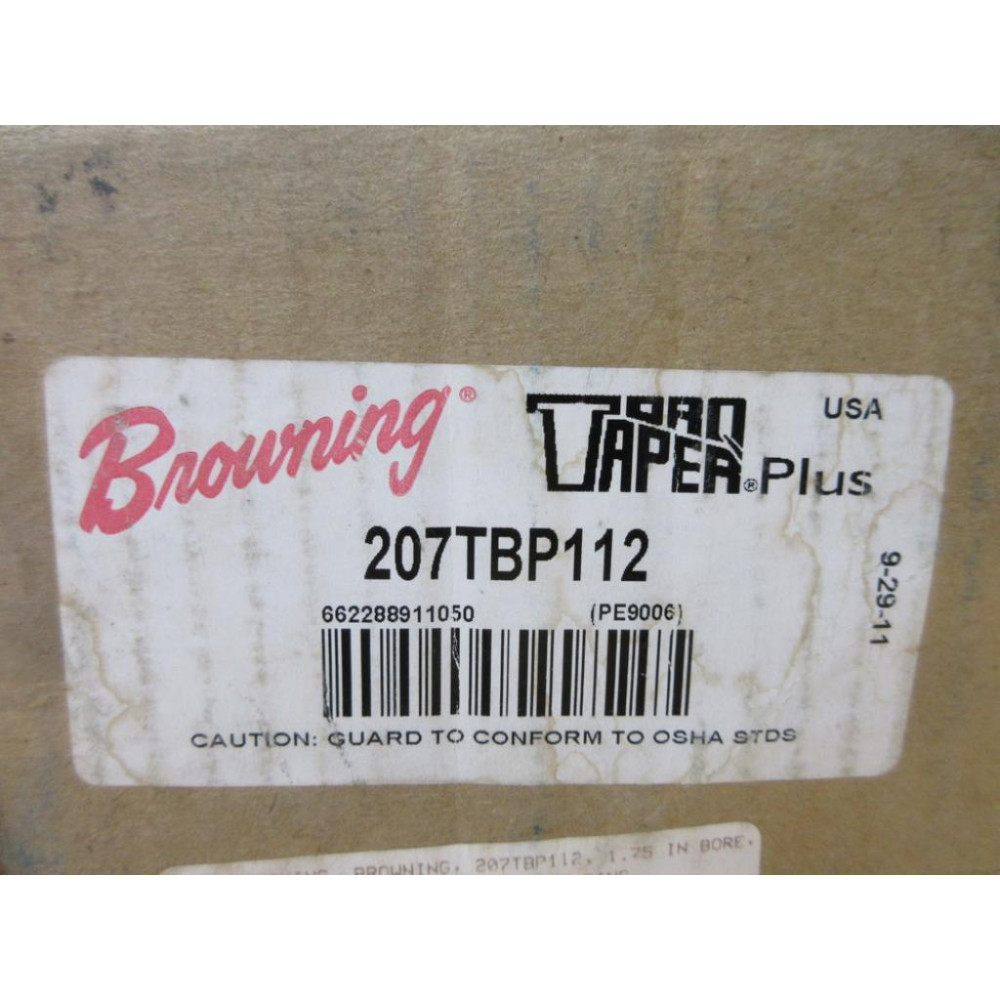 Browning®
TORQ
TAPER® Plus
USA
207TBP112
9-29-11
662288911050 (PE9006)
CAUTION: GUARD TO CONFORM TO OSHA STDS
BROWNING, 207TBP112, 1.75 IN BORE,